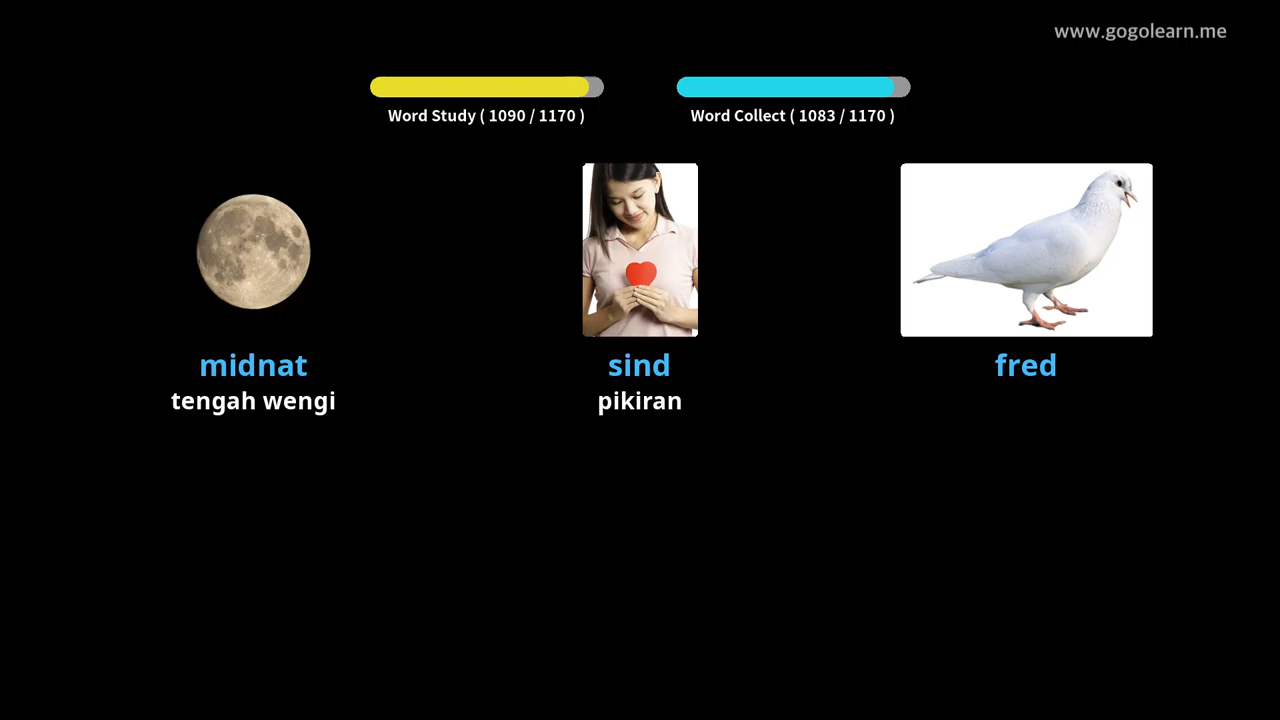 www.gogolearn.me
Word Study ( 1090 / 1170 )
Word Collect ( 1083 / 1170 )
midnat
tengah wengi
sind
pikiran
fred